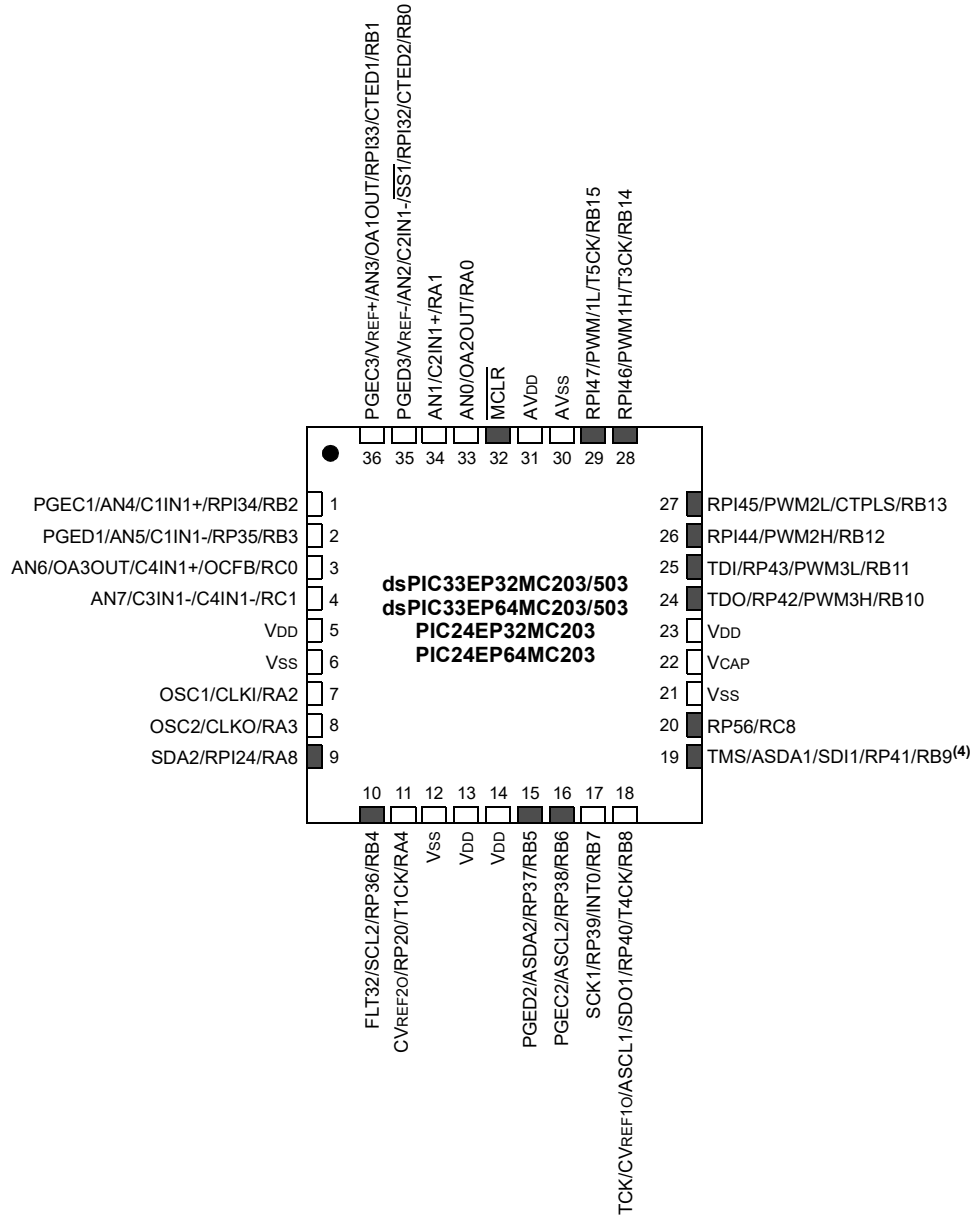 PGEC3/VREF+/AN3/OA1OUT/RPI33/CTED1/RB1
PGED3/VREF-/AN2/C2IN1-/SS1/RPI32/CTED2/RB0
AN1/C2IN1+/RA1
AN0/OA2OUT/RA0
MCLR
AVDD
AVSS
RPI47/PWM/1L/T5CK/RB15
RPI46/PWM1H/T3CK/RB14
36 35 34 33 32 31 30 29 28
PGEC1/AN4/C1IN1+/RPI34/RB2 1
PGED1/AN5/C1IN1-/RP35/RB3 2
AN6/OA3OUT/C4IN1+/OCFB/RC0 3
AN7/C3IN1-/C4IN1-/RC1 4
VDD 5
VSS 6
OSC1/CLKI/RA2 7
OSC2/CLKO/RA3 8
SDA2/RPI24/RA8 9
dsPIC33EP32MC203/503
dsPIC33EP64MC203/503
PIC24EP32MC203
PIC24EP64MC203
27 RPI45/PWM2L/CTPLS/RB13
26 RPI44/PWM2H/RB12
25 TDI/RP43/PWM3L/RB11
24 TDO/RP42/PWM3H/RB10
23 VDD
22 VCAP
21 VSS
20 RP56/RC8
19 TMS/ASDA1/SDI1/RP41/RB9(4)
10 11 12 13 14 15 16 17 18
FLT32/SCL2/RP36/RB4
CVREF2O/RP20/T1CK/RA4
VSS
VDD
VDD
PGED2/ASDA2/RP37/RB5
PGEC2/ASCL2/RP38/RB6
SCK1/RP39/INT0/RB7
TCK/CVREF1O/ASCL1/SDO1/RP40/T4CK/RB8